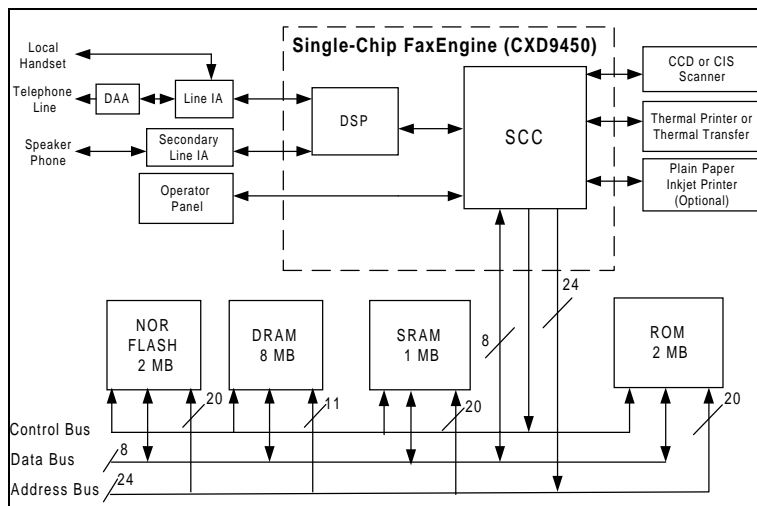 Single-Chip FaxEngine (CXD9450)
Local
Handset
Telephone
Line
DAA
Line IA
Speaker
Phone
Secondary
Line IA
Operator
Panel
DSP
SCC
CCD or CIS
Scanner
Thermal Printer or
Thermal Transfer
Plain Paper
Inkjet Printer
(Optional)
8
24
NOR
FLASH
2 MB
DRAM
8 MB
SRAM
1 MB
ROM
2 MB
20
11
20
20
Control Bus
Data Bus
8
Address Bus
24